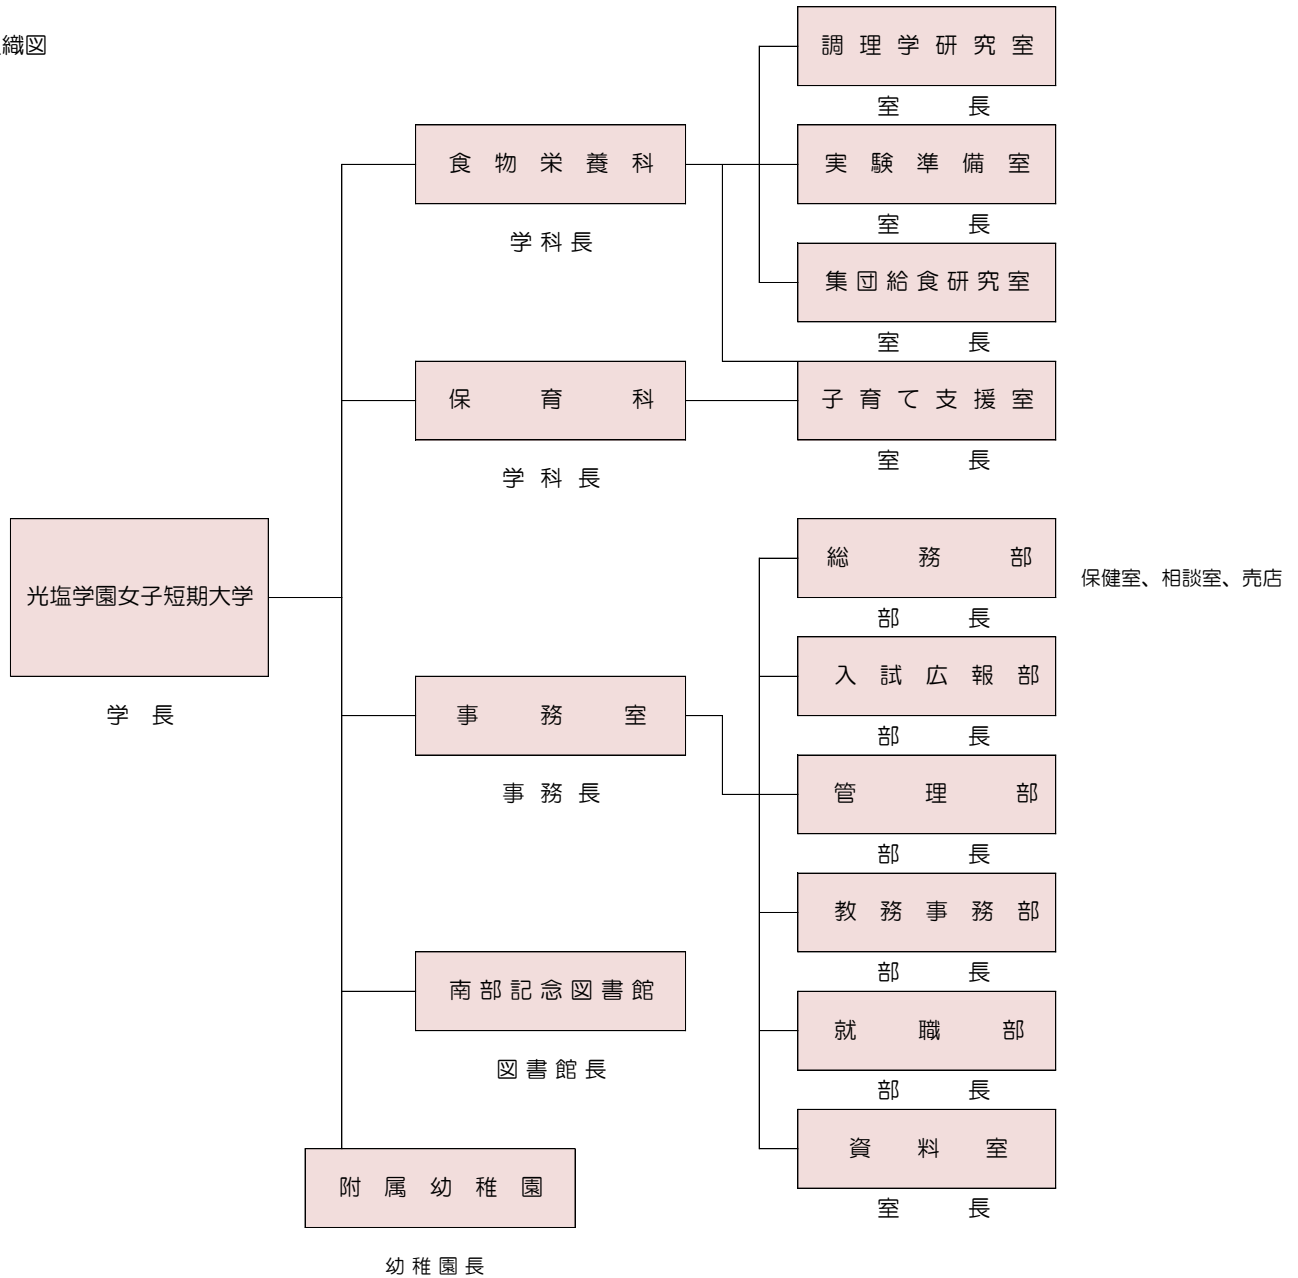 織図
調理学研究室
室長
食物栄養科
学科長
実験準備室
室長
集団給食研究室
室長
保育科
学科長
子育て支援室
室長
光塩学園女子短期大学
学長
総務部
部長
保健室、相談室、売店
入試広報部
部長
事務室
事務長
管理部
部長
教務事務部
部長
南部記念図書館
図書館長
就職部
部長
資料室
室長
附属幼稚園
幼稚園長